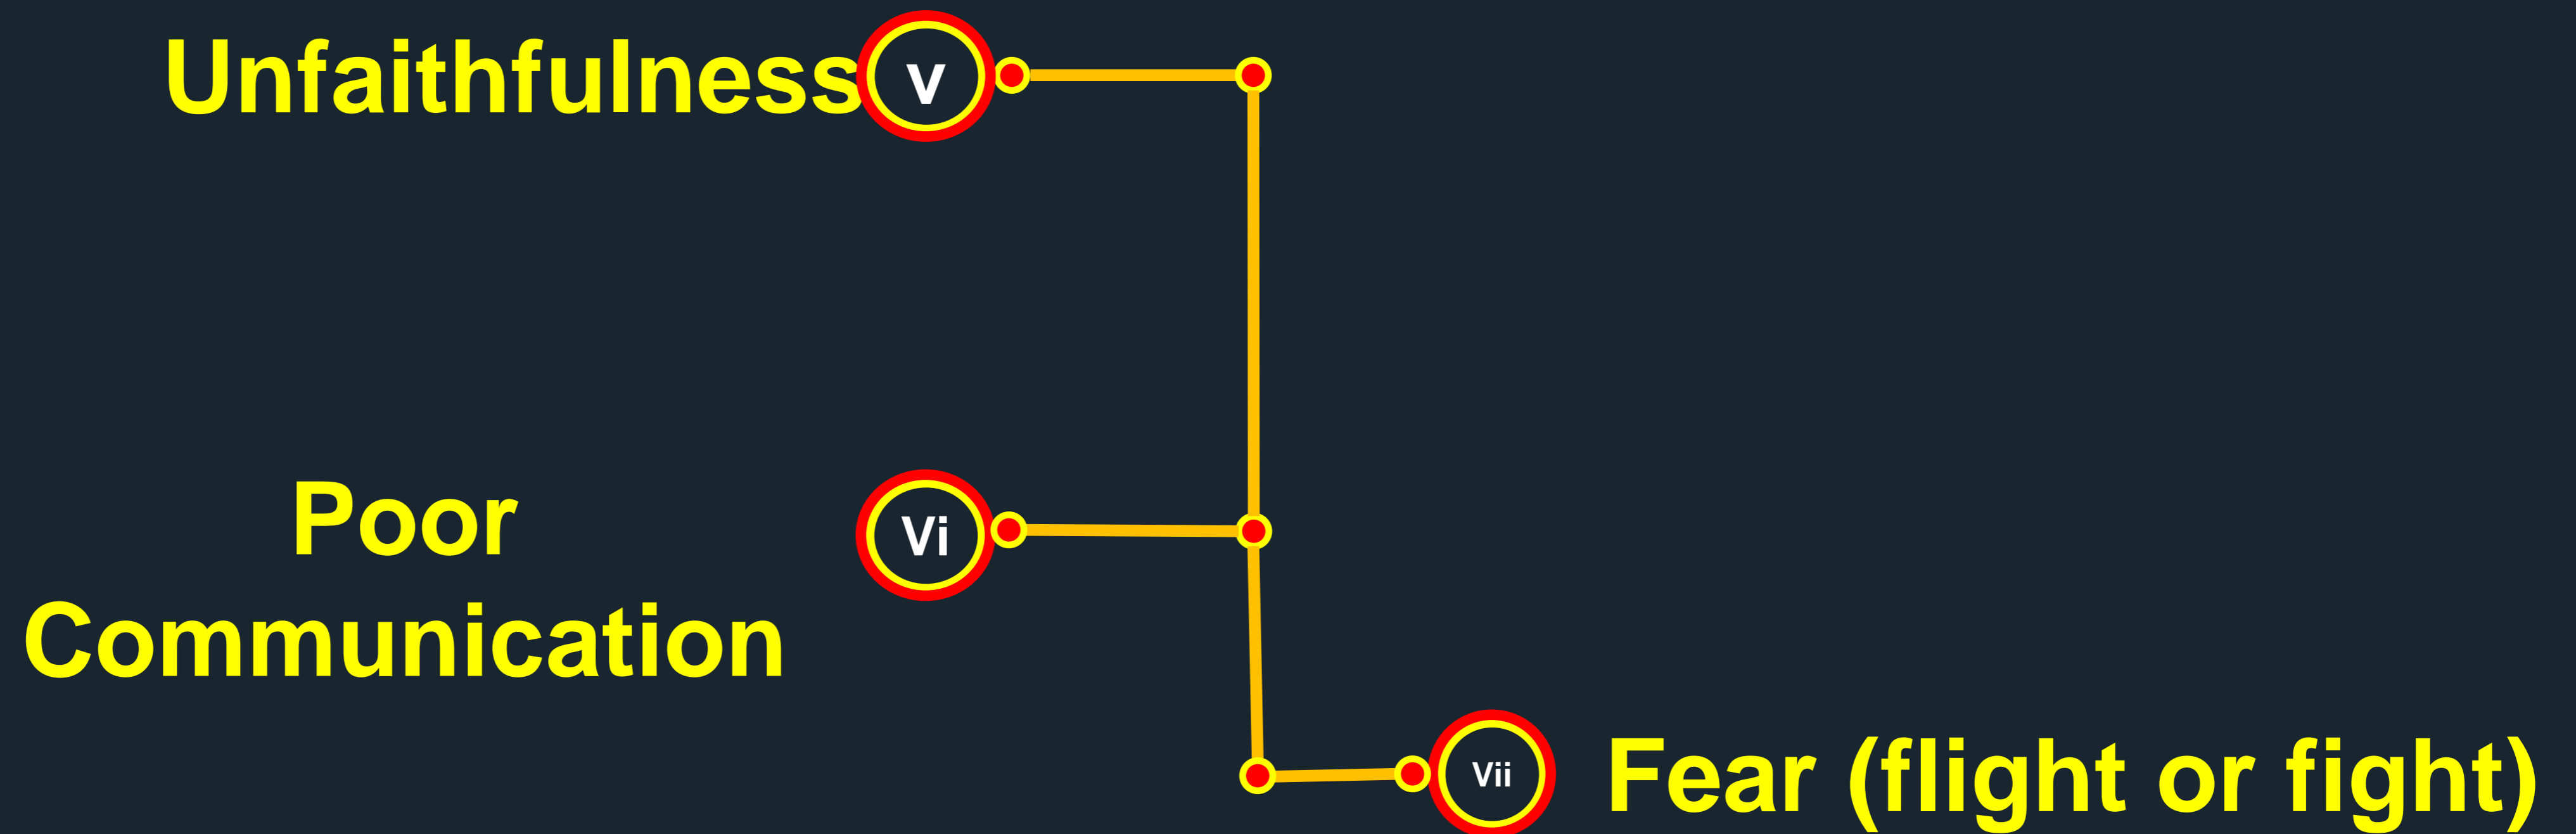 Unfaithfulness v
Vi
Poor
Communication
Vii Fear (flight or fight)